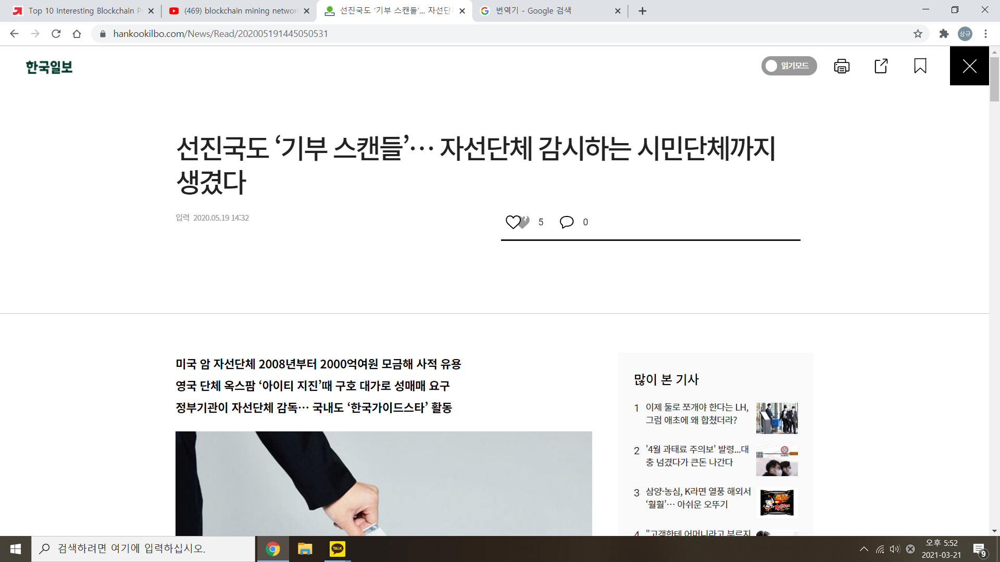 Top 10 Interesting Blockchain P
(469) blockchain mining networ
선진국도 ‘기부 스캔들’... 자선단
번역기 - Google 검색
hankookilbo.com/News/Read/202005191445050531
상규
한국일보
읽기모드
선진국도 ‘기부 스캔들’… 자선단체 감시하는 시민단체까지
생겼다
입력 2020.05.19 14:32
5
0
미국 암 자선단체 2008년부터 2000억여원 모금해 사적 유용
영국 단체 옥스팜 ‘아이티 지진’때 구호 대가로 성매매 요구
정부기관이 자선단체 감독… 국내도 ‘한국가이드스타’ 활동
많이 본 기사
1 이제 둘로 쪼개야 한다는 LH,
그럼 애초에 왜 합쳤더라?
2 '4월 과태료 주의보' 발령...대
충 넘겼다가 큰돈 나간다
50
3 삼양·농심, K라면 열풍 해외서
‘훨훨’… 아쉬운 오뚜기
4 "고객한테 어머니라고 부르지
검색하려면 여기에 입력하십시오.
TALK
오후 5:52
2021-03-21
9